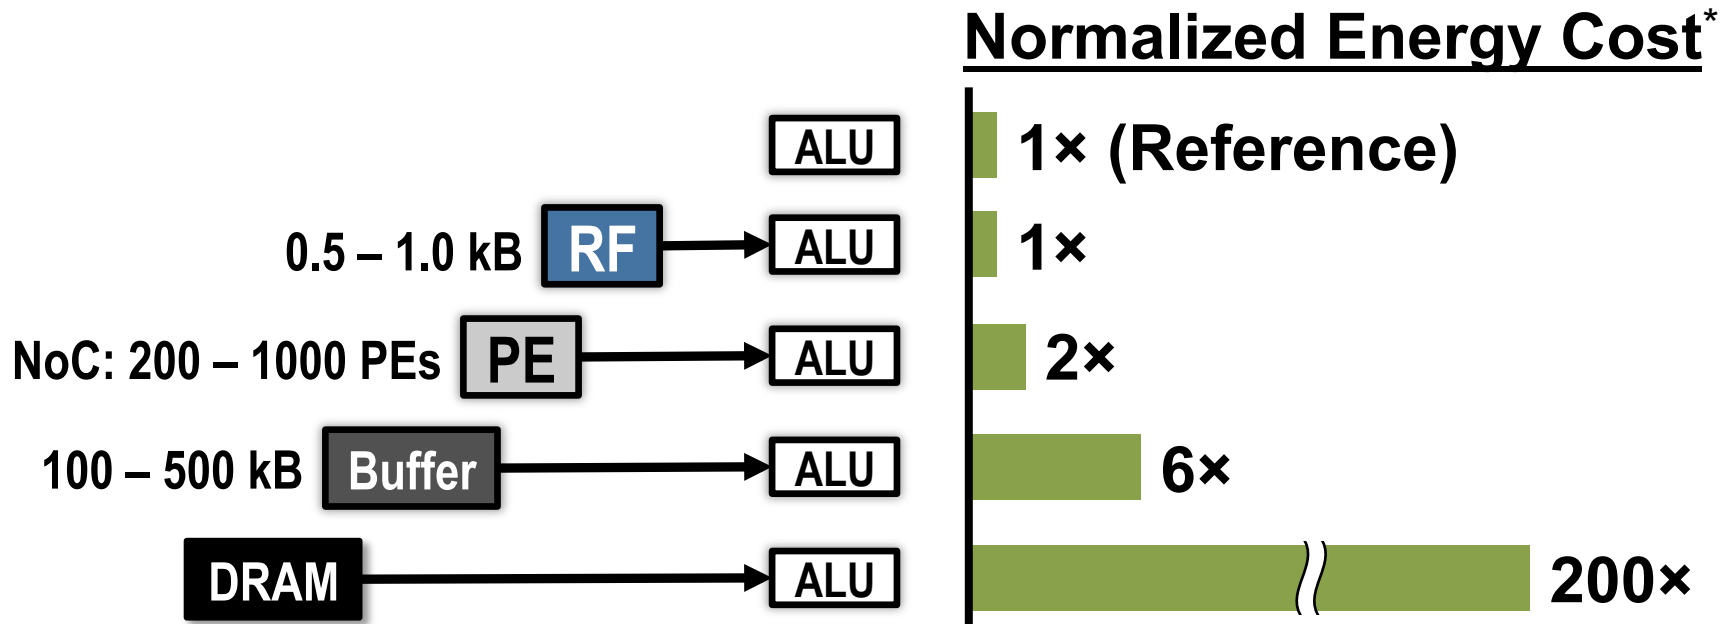 Normalized Energy Cost*
ALU 1× (Reference)
0.5 – 1.0 kB RF ALU 1×
NoC: 200 – 1000 PEs PE ALU 2×
100 – 500 kB Buffer ALU 6×
DRAM ALU 200×